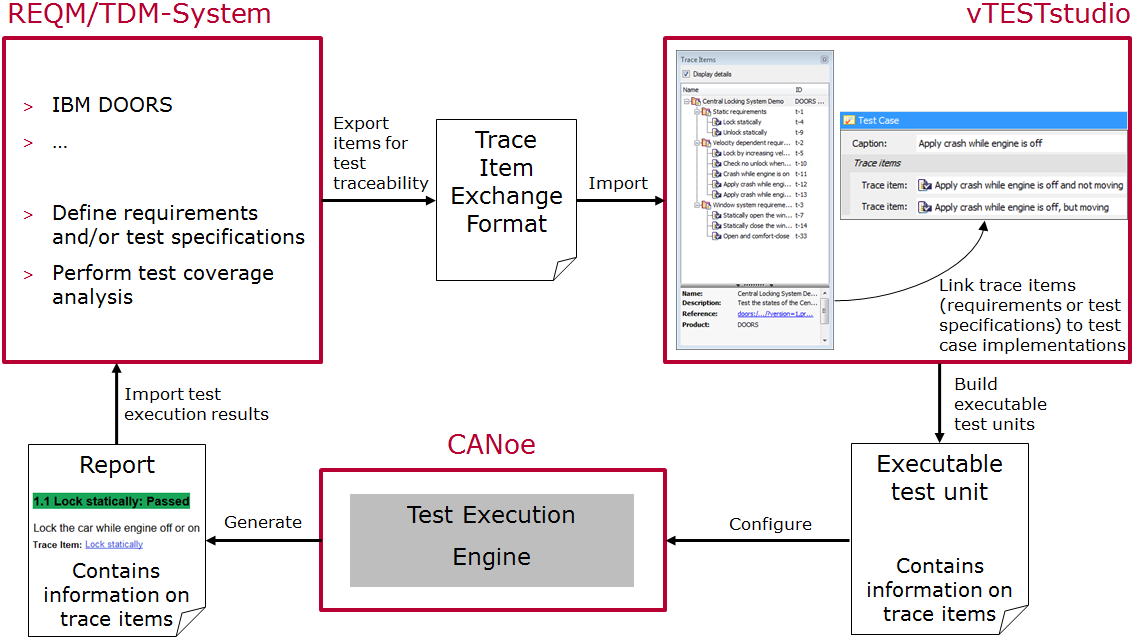 REQM/TDM-System
> IBM DOORS
> ...
> Define requirements
and/or test specifications
> Perform test coverage
analysis
Export
items for
test
traceability
Trace
Item
Exchange
Format
Import
vTESTstudio
Trace Items
Display details
Name ID
Central Locking System Demo DOORS ...
Static requirements t-1
Lock statically t-4
Unlock statically t-9
Velocity dependent requir... t-2
Lock by increasing vel... t-5
Check no unlock when... t-10
Crash while engine is on t-11
Apply crash while eng... t-12
Apply crash while eng... t-13
Window system requireme... t-3
Statically open the win... t-7
Statically close the win... t-14
Open and comfort-close t-33
Name: Central Locking System De...
Description: Test the states of the Cen...
Reference: doors:/...//?version=1,pr...
Product: DOORS
Test Case
Caption: Apply crash while engine is off
Trace items
Trace item: Apply crash while engine is off and not moving
Trace item: Apply crash while engine is off, but moving
Link trace items
(requirements or test
specifications) to test
case implementations
Build
executable
test units
Executable
test unit
Contains
information on
trace items
Configure
CANoe
Test Execution
Engine
Generate
Report
1.1 Lock statically: Passed
Lock the car while engine off or on
Trace Item: Lock statically
Contains
information on
trace items
Import test
execution results